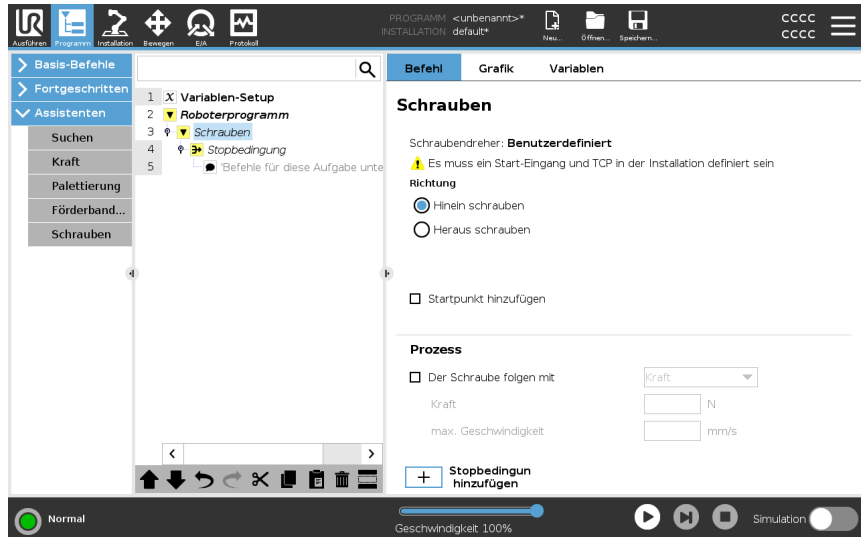 PROGRAMM <unbenannt>*
INSTALLATION default*
Ausführen
Programm
Installation
Bewegen
E/A
Protokoll
Neu...
Öffnen...
Speichern...
CCCC
CCCC
Basis-Befehle
Fortgeschritten
Assistenten
Suchen
Kraft
Palettierung
Förderband...
Schrauben
1 X Variablen-Setup
2 Roboterprogramm
3 Schrauben
4 Stopbedingung
5 'Befehle für diese Aufgabe unte
Befehl
Grafik
Variablen
Schrauben
Schraubendreher: Benutzerdefiniert
Es muss ein Start-Eingang und TCP in der Installation definiert sein
Richtung
Hinein schrauben
Heraus schrauben
Startpunkt hinzufügen
Prozess
Der Schraube folgen mit
Kraft
Kraft
N
max. Geschwindigkeit
mm/s
+ Stopbedingun
hinzufügen
Normal
Geschwindigkeit 100%
Simulation